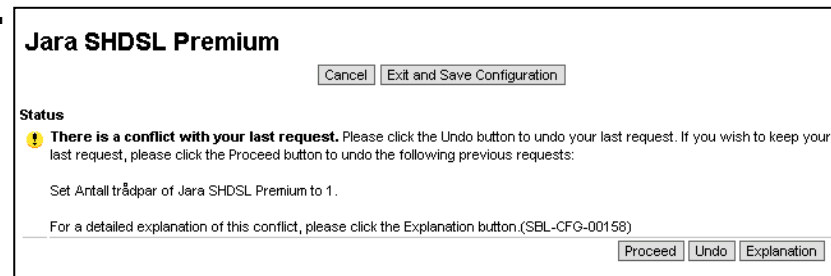 Jara SHDSL Premium
Cancel Exit and Save Configuration
Status
There is a conflict with your last request. Please click the Undo button to undo your last request. If you wish to keep your
last request, please click the Proceed button to undo the following previous requests:
Set Antall trådpar of Jara SHDSL Premium to 1.
For a detailed explanation of this conflict, please click the Explanation button.(SBL-CFG-00158)
Proceed Undo Explanation